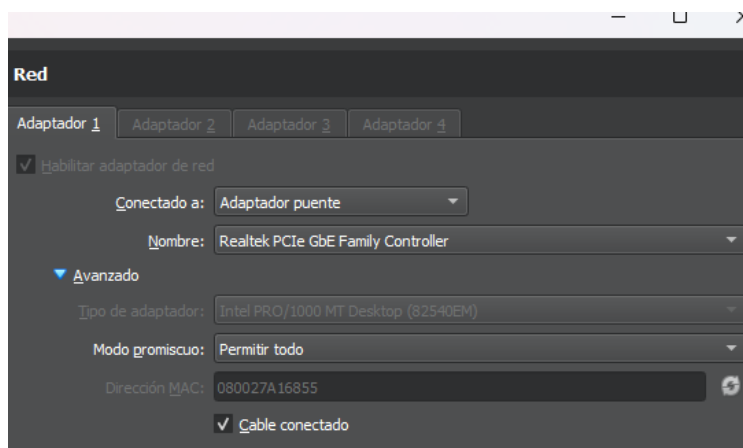 Red
Adaptador 1 Adaptador 2 Adaptador 3 Adaptador 4
Habilitar adaptador de red
Conectado a: Adaptador puente
Nombre: Realtek PCIe GbE Family Controller
Avanzado
Tipo de adaptador: Intel PRO/1000 MT Desktop (82540EM)
Modo promiscuo: Permitir todo
Dirección MAC: 080027A16855
Cable conectado